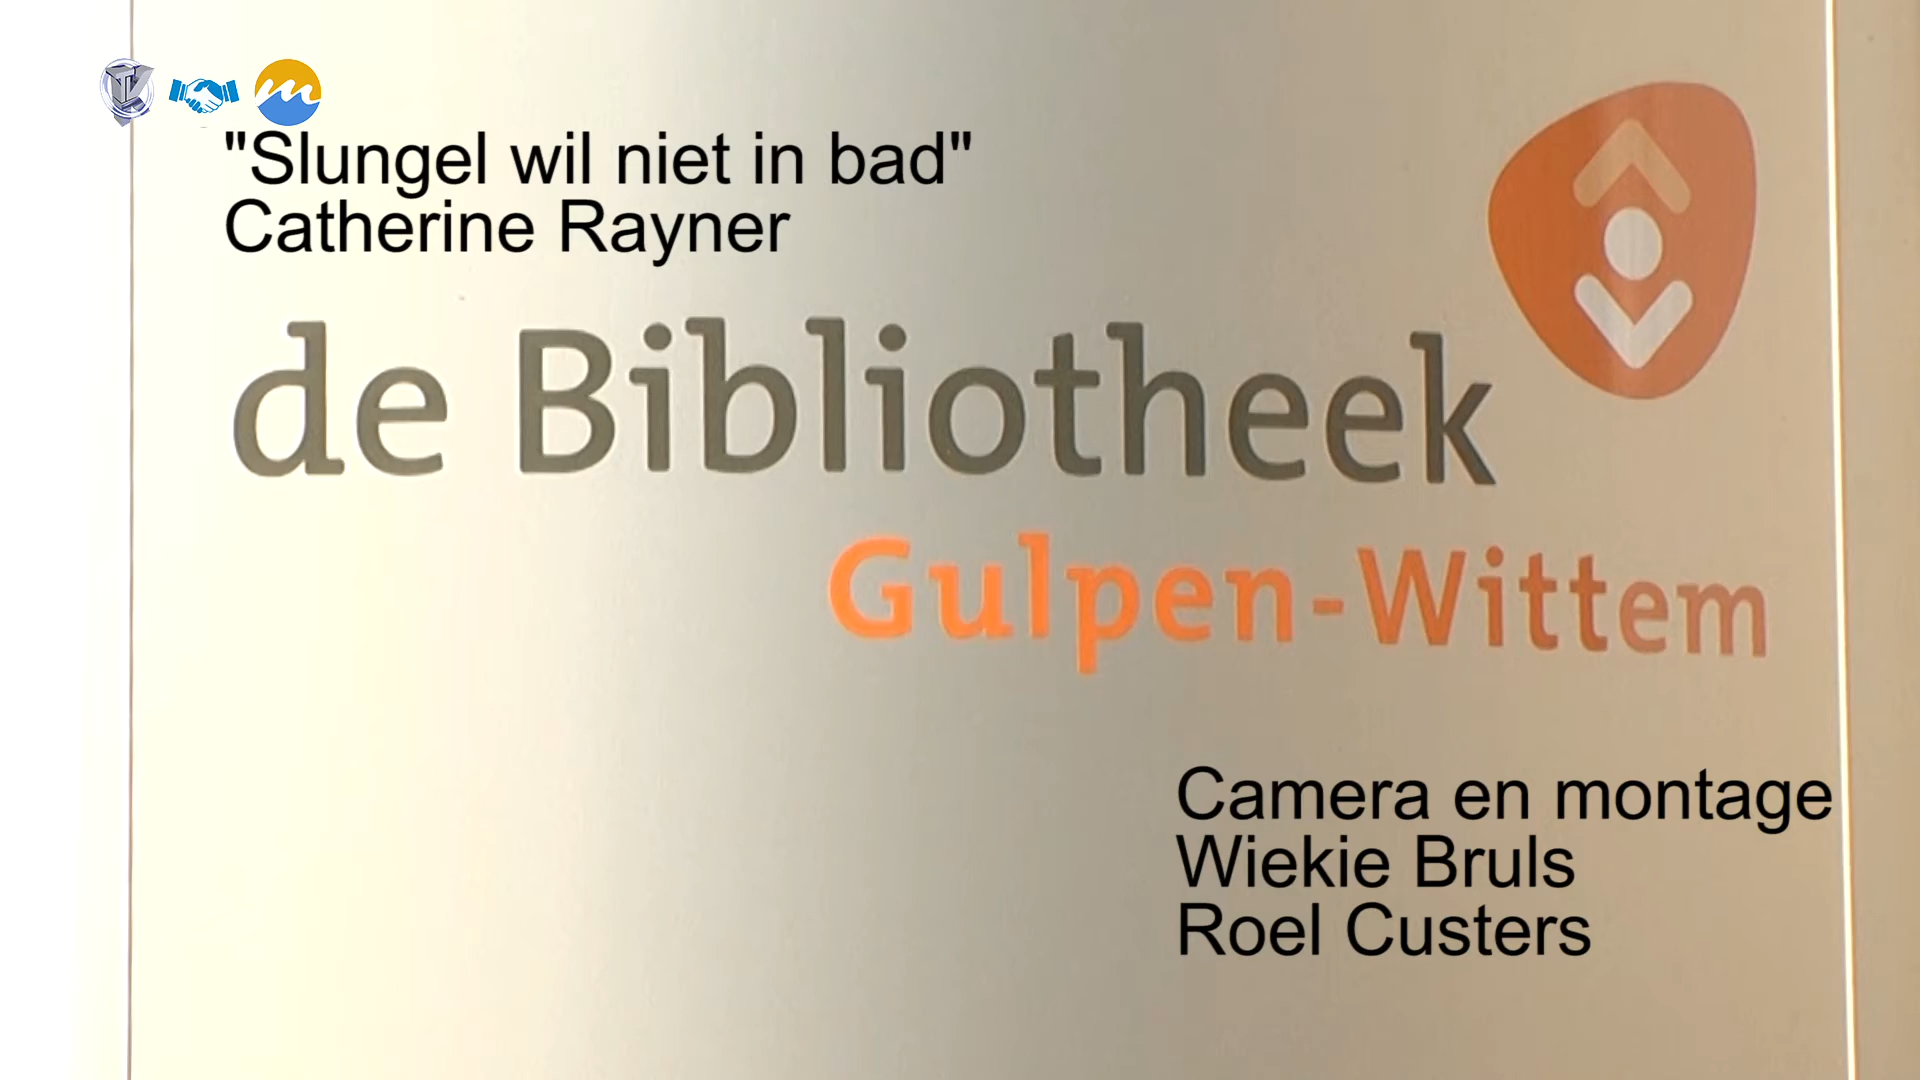 "Slungel wil niet in bad"
Catherine Rayner
de Bibliotheek
Gulpen-Wittem
Camera en montage
Wiekie Bruls
Roel Custers